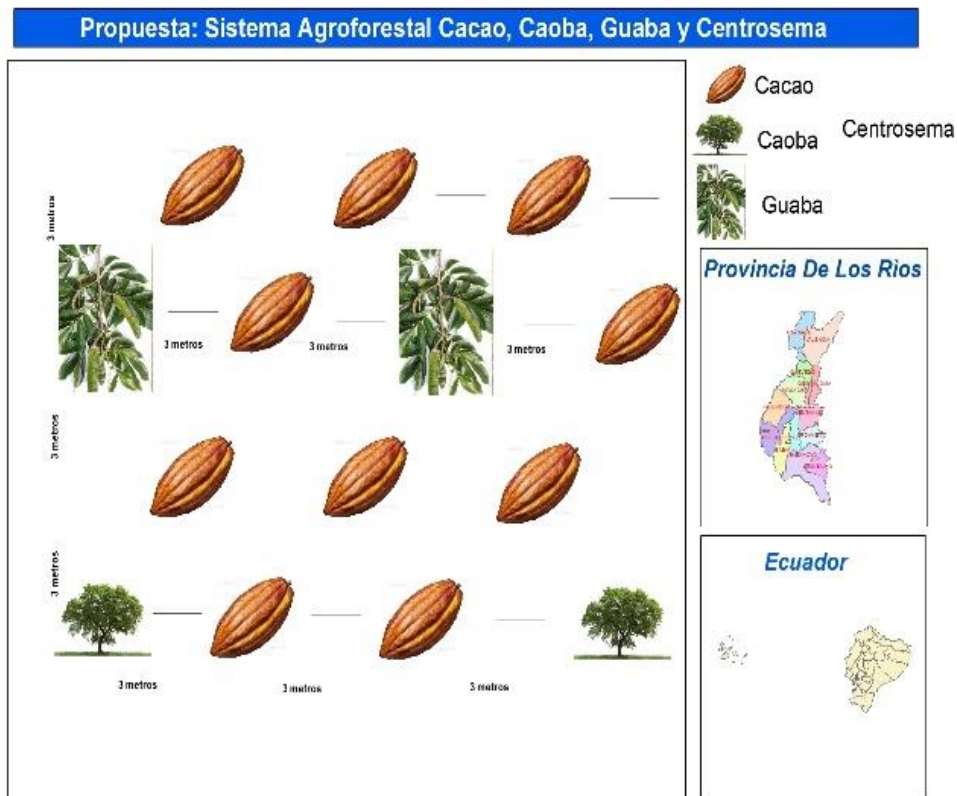 Propuesta: Sistema Agroforestal Cacao, Caoba, Guaba y Centrosema
Cacao
Caoba
Centrosema
Guaba
3 metros
3 metros
3 metros
3 metros
3 metros
3 metros
3 metros
3 metros
3 metros
Provincia De Los Rìos
Ecuador